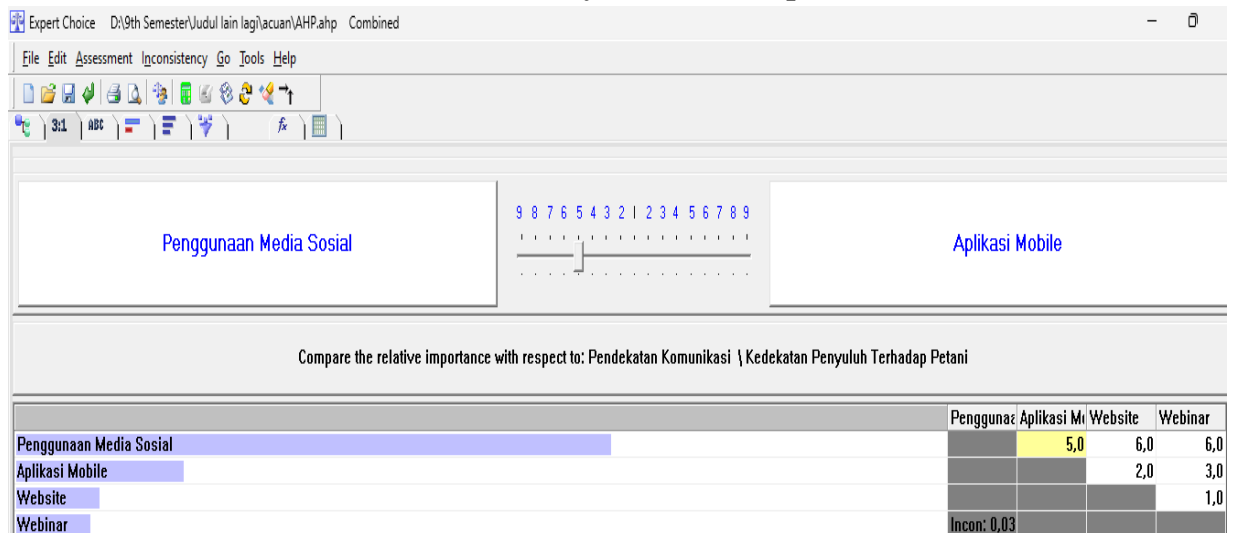 Expert Choice D:\9th Semester\Judul lain lagi\acuan\AHP.ahp Combined
File Edit Assessment Inconsistency Go Tools Help
3:1 ABC fx
9 8 7 6 5 4 3 2 1 2 3 4 5 6 7 8 9
Penggunaan Media Sosial Aplikasi Mobile
Compare the relative importance with respect to: Pendekatan Komunikasi \ Kedekatan Penyuluh Terhadap Petani
Penggunaa Aplikasi Mo Website Webinar
Penggunaan Media Sosial 5,0 6,0 6,0
Aplikasi Mobile 2,0 3,0
Website 1,0
Webinar Incon: 0,03